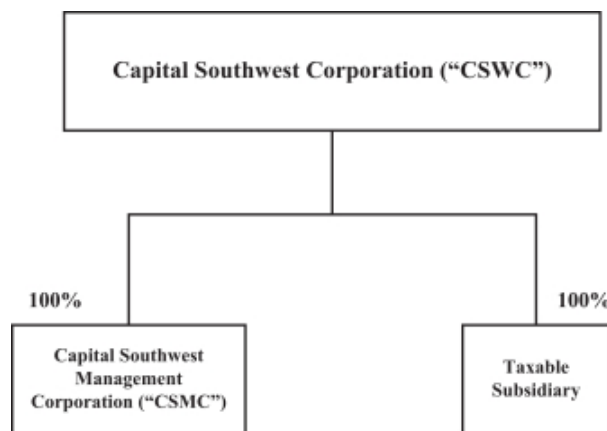 Capital Southwest Corporation (“CSWC”)
100%
100%
Capital Southwest
Management
Corporation (“CSMC”)
Taxable
Subsidiary